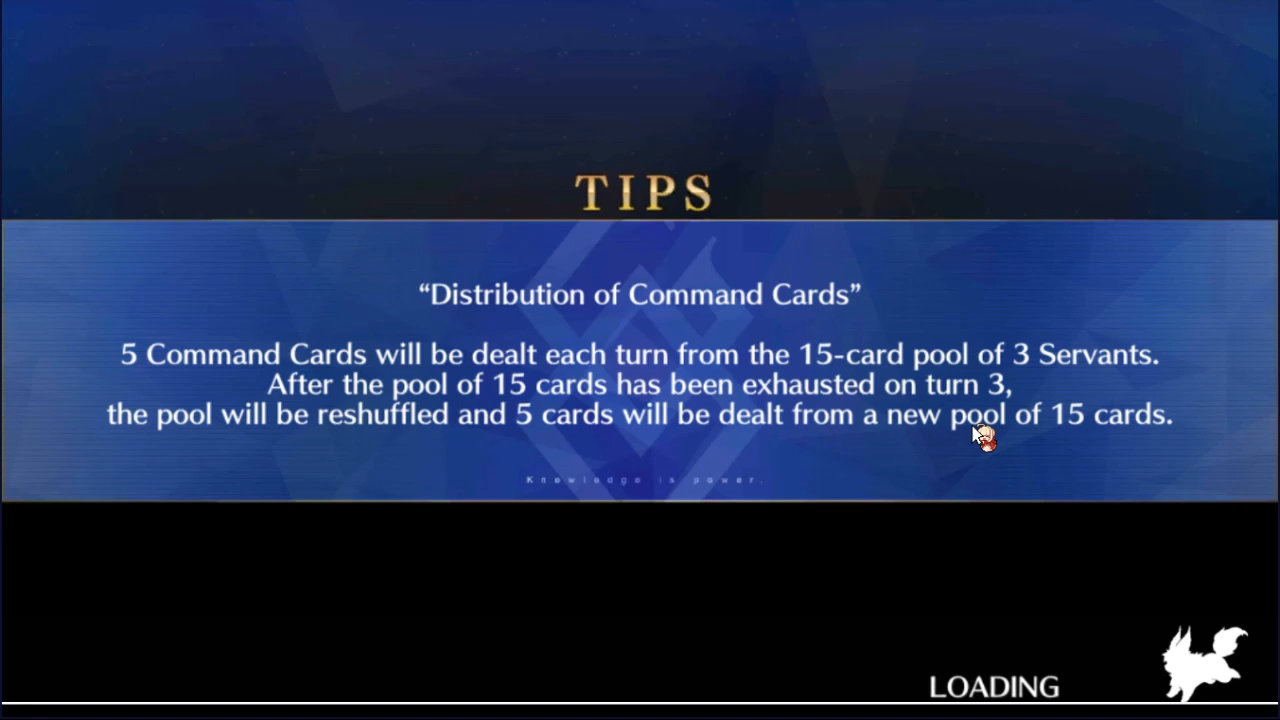 TIPS
“Distribution of Command Cards”
5 Command Cards will be dealt each turn from the 15-card pool of 3 Servants.
After the pool of 15 cards has been exhausted on turn 3,
the pool will be reshuffled and 5 cards will be dealt from a new pool of 15 cards.
Knowledge is power.
LOADING